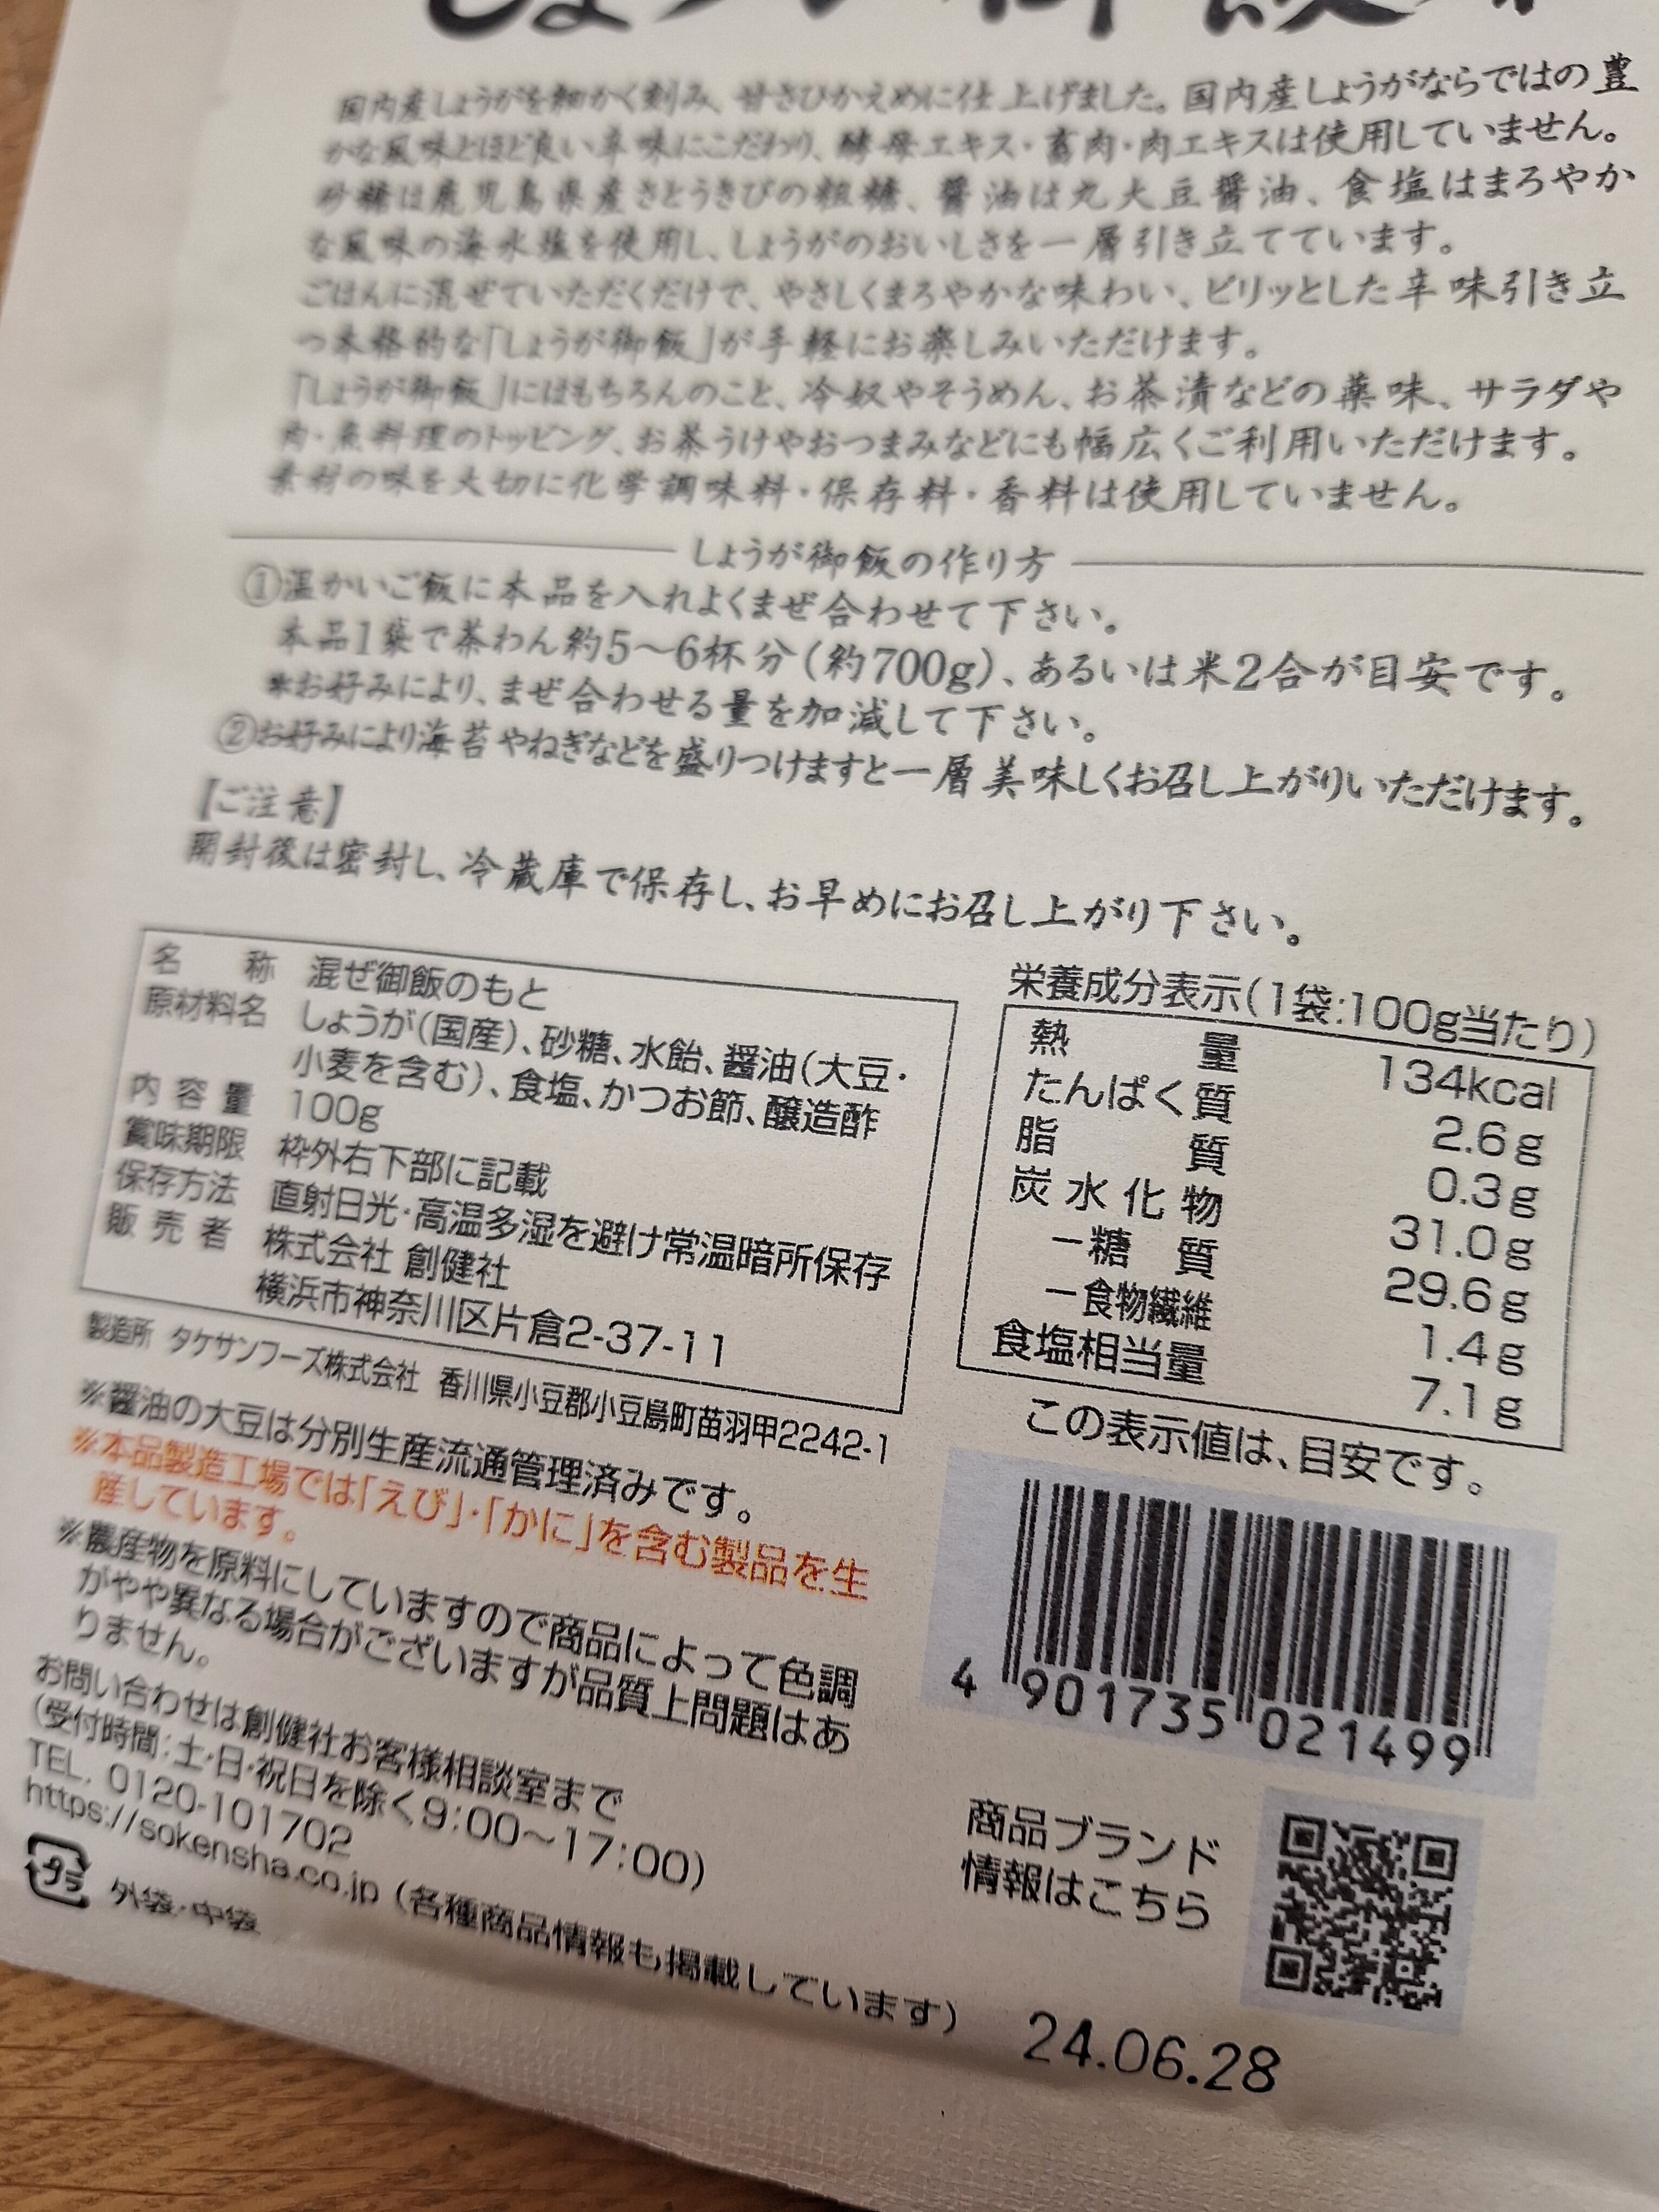 しょうが御飯
国内産しょうがを細かく刻み、甘さひかえめに仕上げました。国内産しょうがならではの豊
かな風味とほど良い辛味にこだわり、酵母エキス・畜肉・肉エキスは使用していません。
砂糖は鹿児島県産さとうきびの粗糖、醤油は丸大豆醤油、食塩はまろやか
な風味の海水塩を使用し、しょうがのおいしさを一層引き立てています。
ごはんに混ぜていただくだけで、やさしくまろやかな味わい、ピリッとした辛味引き立
つ本格的な「しょうが御飯」が手軽にお楽しみいただけます。
「しょうが御飯」にはもちろんのこと、冷奴やそうめん、お茶漬などの薬味、サラダや
肉・魚料理のトッピング、お茶うけやおつまみなどにも幅広くご利用いただけます。
素材の味を大切に化学調味料・保存料・香料は使用していません。
しょうが御飯の作り方
①温かいご飯に本品を入れよくまぜ合わせて下さい。
本品1袋で茶わん約5～6杯分(約700g)、あるいは米2合が目安です。
*お好みにより、まぜ合わせる量を加減して下さい。
②お好みにより海苔やねぎなどを盛りつけますと一層美味しくお召し上がりいただけます。
【ご注意】
開封後は密封し、冷蔵庫で保存し、お早めにお召し上がり下さい。
名称 混ぜ御飯のもと
原材料名 しょうが(国産)、砂糖、水飴、醤油(大豆・
小麦を含む)、食塩、かつお節、醸造酢
内容量 100g
賞味期限 枠外右下部に記載
保存方法 直射日光・高温多湿を避け常温暗所保存
販売者 株式会社 創健社
横浜市神奈川区片倉2-37-11
製造所 タケサンフーズ株式会社 香川県小豆郡小豆島町苗羽甲2242-1
※醤油の大豆は分別生産流通管理済みです。
※本品製造工場では「えび」・「かに」を含む製品を生
産しています。
※農産物を原料にしていますので商品によって色調
がやや異なる場合がございますが品質上問題はあ
りません。
お問い合わせは創健社お客様相談室まで
(受付時間:土・日・祝日を除く9:00～17:00)
TEL. 0120-101702
https://sokensha.co.jp (各種商品情報も掲載しています)
プラ 外袋・中袋
栄養成分表示(1袋:100g当たり)
熱量 134kcal
たんぱく質 2.6g
脂質 0.3g
炭水化物 31.0g
－糖質 29.6g
－食物繊維 1.4g
食塩相当量 7.1g
この表示値は、目安です。
4 901735 021499
商品ブランド
情報はこちら
24.06.28